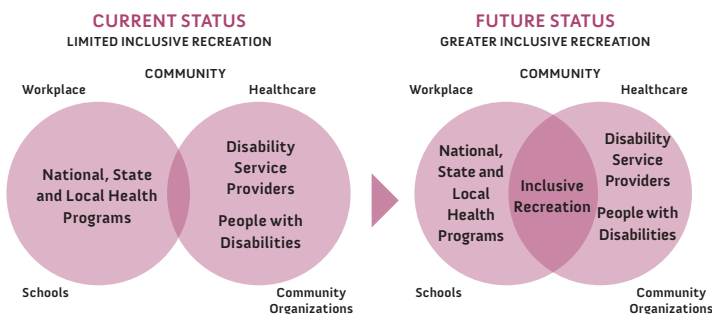 CURRENT STATUS
LIMITED INCLUSIVE RECREATION
COMMUNITY
Workplace
Healthcare
National, State
and Local Health
Programs
Disability
Service
Providers
People with
Disabilities
Schools
Community
Organizations
FUTURE STATUS
GREATER INCLUSIVE RECREATION
COMMUNITY
Workplace
Healthcare
National,
State and
Local
Health
Programs
Inclusive
Recreation
Disability
Service
Providers
People with
Disabilities
Schools
Community
Organizations